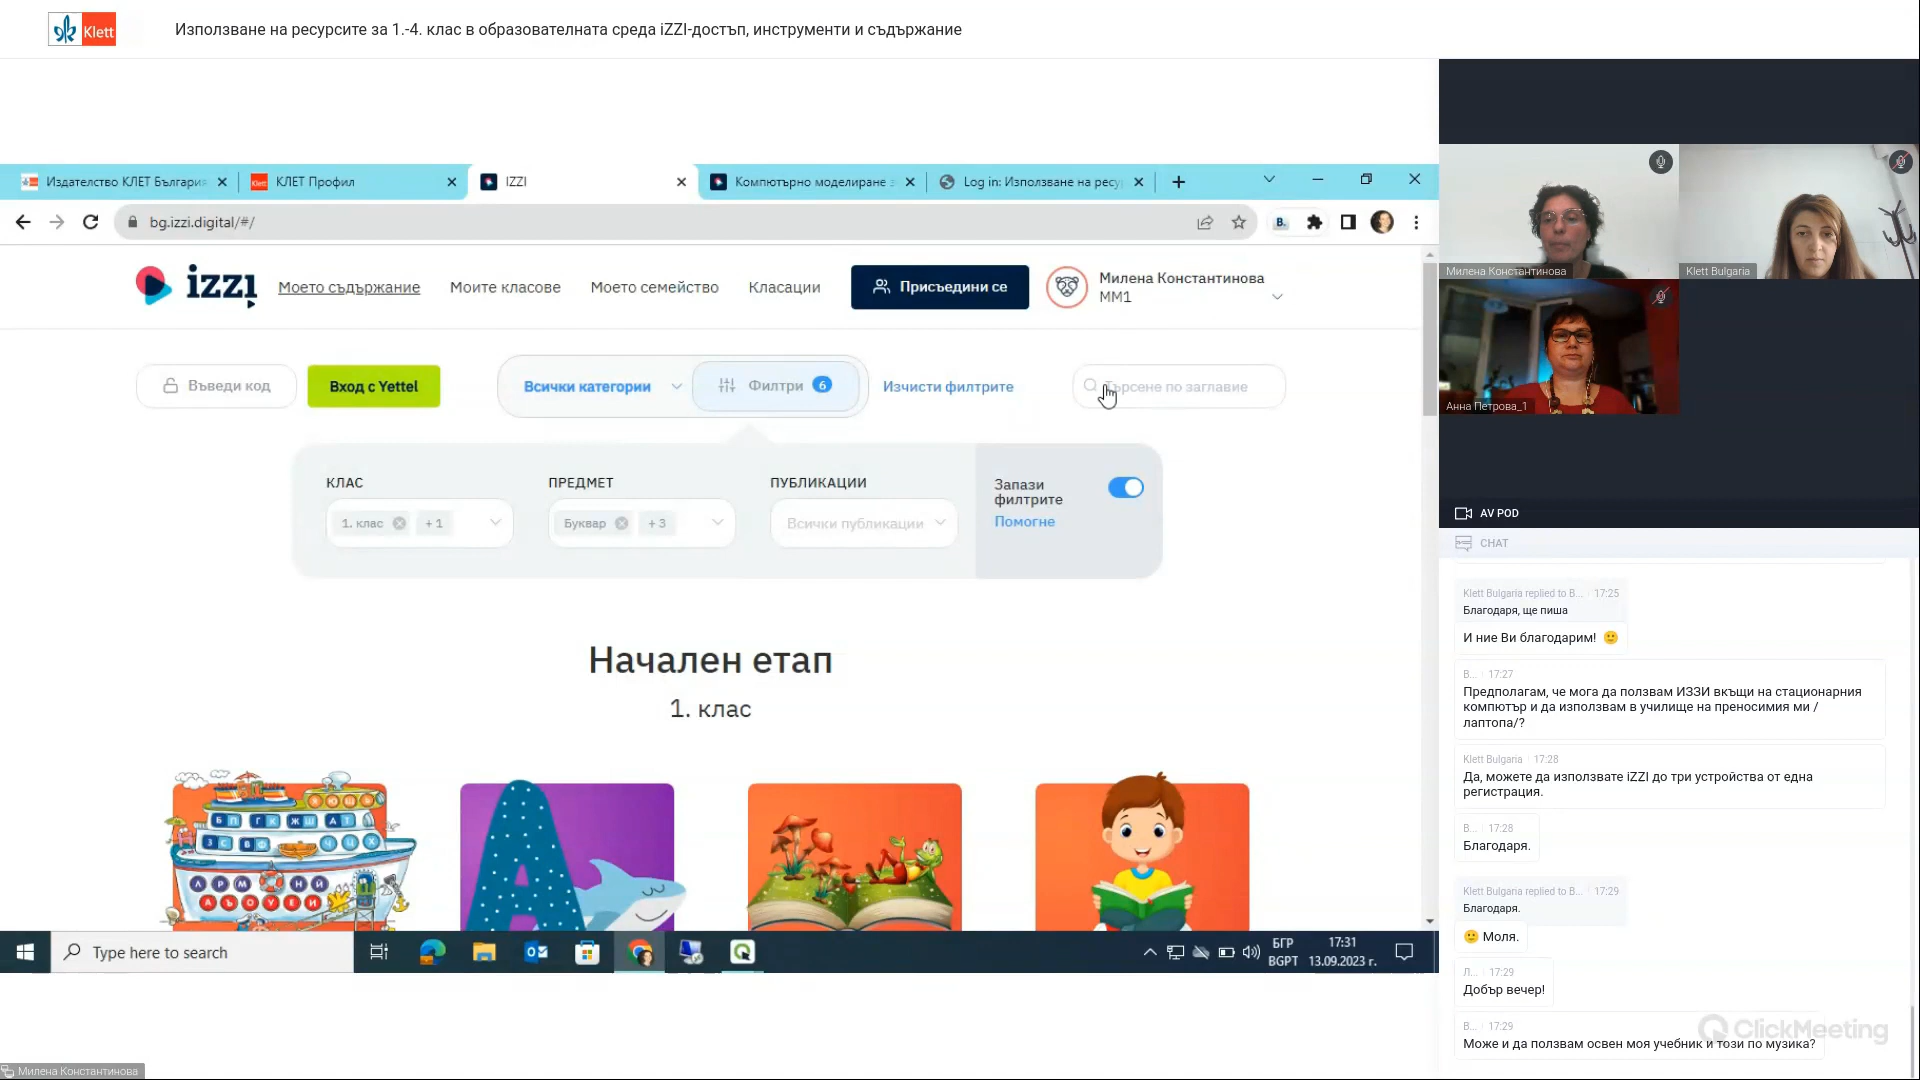 Klett
Използване на ресурсите за 1.-4. клас в образователната среда iZZI-достъп, инструменти и съдържание
Издателство КЛЕТ България
Klett
КЛЕТ Профил
IZZI
Компютърно моделиране з
Log in: Използване на ресу
bg.izzi.digital/#/
B.
izzi
Моето съдържание
Моите класове
Моето семейство
Класации
Присъедини се
Милена Константинова
ММ1
Въведи код
Вход с Yettel
Всички категории
Филтри 6
Изчисти филтрите
Търсене по заглавие
КЛАС
ПРЕДМЕТ
ПУБЛИКАЦИИ
Запази
филтрите
Помогне
1. клас
+ 1
Буквар
+ 3
Всички публикации
Начален етап
1. клас
Type here to search
БГР
BGPT
17:31
13.09.2023 г.
Милена Константинова
Милена Константинова
Klett Bulgaria
Анна Петрова_1
AV POD
CHAT
Klett Bulgaria replied to B... 17:25
Благодаря, ще пиша
И ние Ви благодарим!
B... 17:27
Предполагам, че мога да ползвам ИЗЗИ вкъщи на стационарния
компютър и да използвам в училище на преносимия ми /
лаптопа/?
Klett Bulgaria 17:28
Да, можете да използвате iZZI до три устройства от една
регистрация.
B... 17:28
Благодаря.
Klett Bulgaria replied to B... 17:29
Благодаря.
Моля.
Л... 17:29
Добър вечер!
B... 17:29
Може и да ползвам освен моя учебник и този по музика?
ClickMeeting